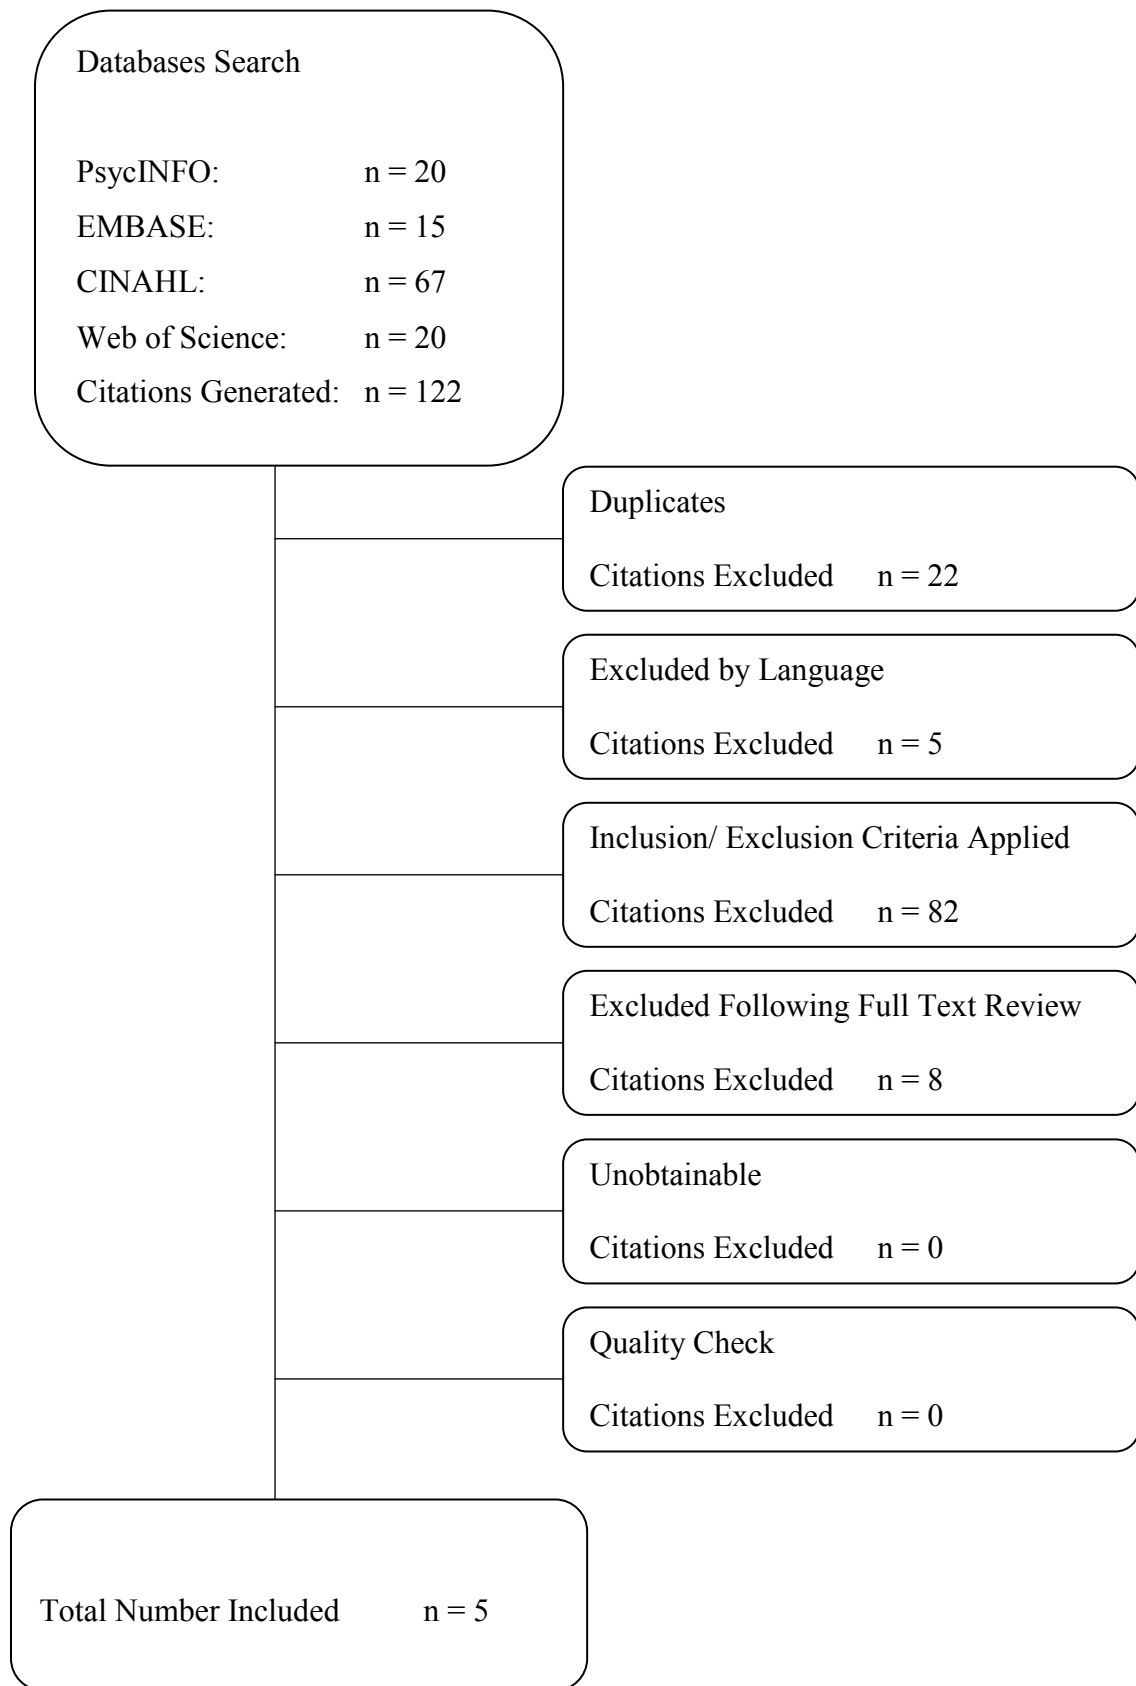 Databases Search
PsycINFO: n = 20
EMBASE: n = 15
CINAHL: n = 67
Web of Science: n = 20
Citations Generated: n = 122
Duplicates
Citations Excluded n = 22
Excluded by Language
Citations Excluded n = 5
Inclusion/ Exclusion Criteria Applied
Citations Excluded n = 82
Excluded Following Full Text Review
Citations Excluded n = 8
Unobtainable
Citations Excluded n = 0
Quality Check
Citations Excluded n = 0
Total Number Included n = 5